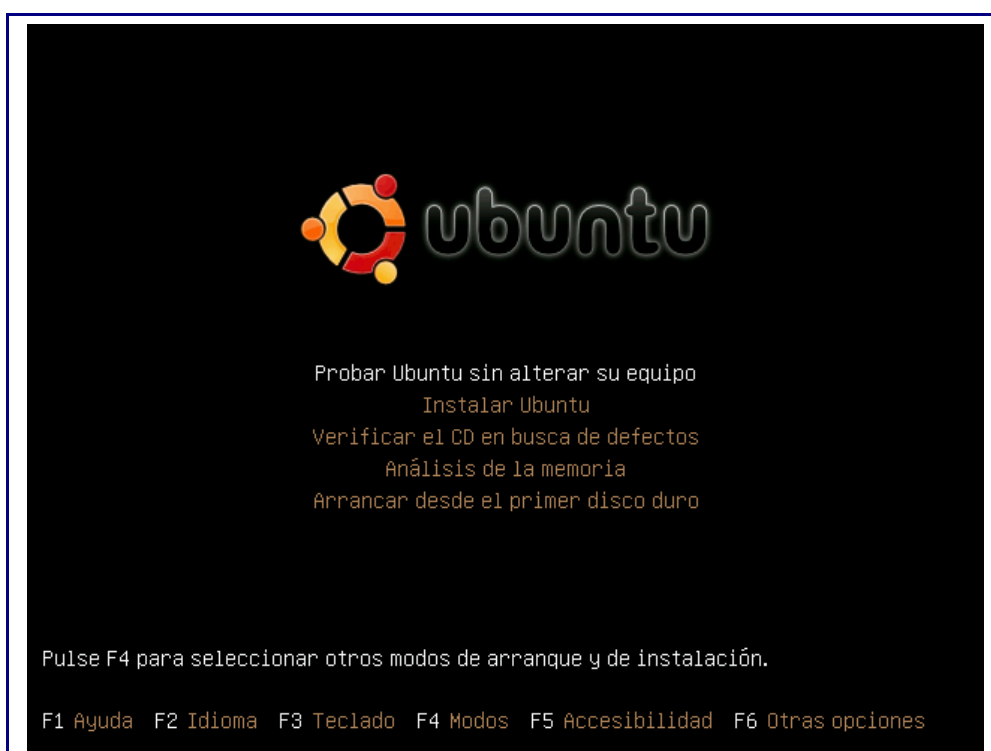 ubuntu
Probar Ubuntu sin alterar su equipo
Instalar Ubuntu
Verificar el CD en busca de defectos
Análisis de la memoria
Arrancar desde el primer disco duro
Pulse F4 para seleccionar otros modos de arranque y de instalación.
F1 Ayuda F2 Idioma F3 Teclado F4 Modos F5 Accesibilidad F6 Otras opciones